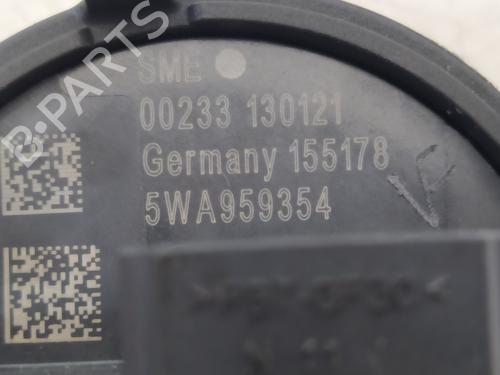 B-PARTS
SME
00233 130121
Germany 155178
5WA959354